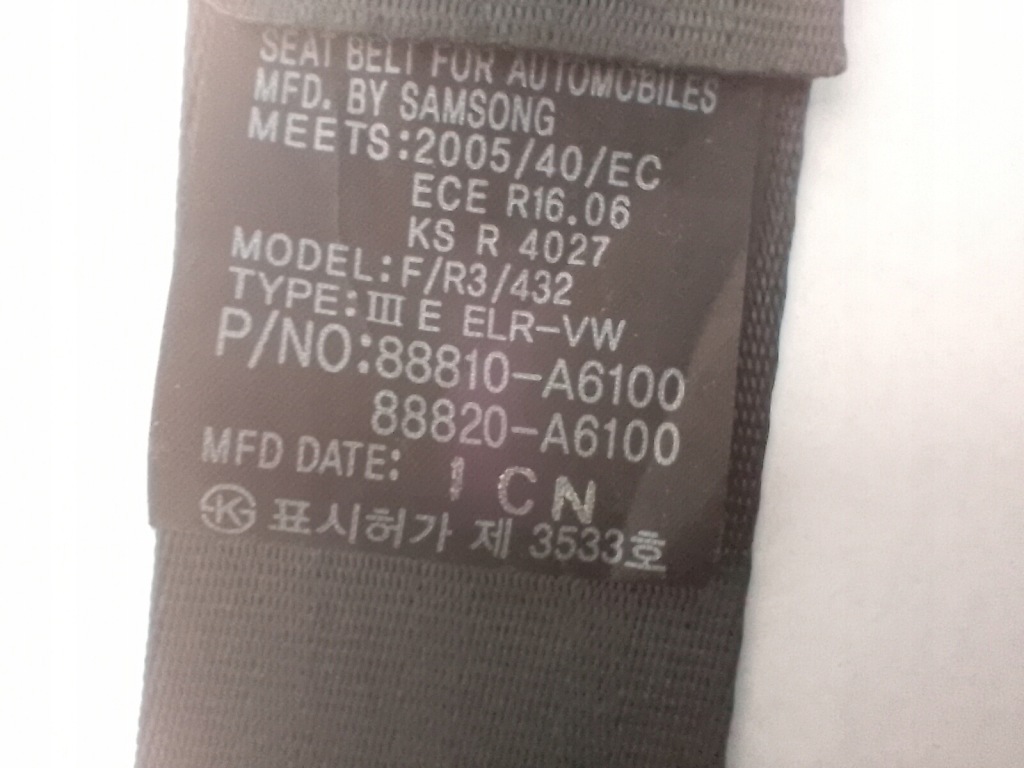 SEAT BELT FOR AUTOMOBILES
MFD. BY SAMSONG
MEETS:2005/40/EC
ECE R16.06
KS R 4027
MODEL:F/R3/432
TYPE:III E ELR-VW
P/NO:88810-A6100
88820-A6100
MFD DATE: 1 C N
K 표시허가 제 3533호